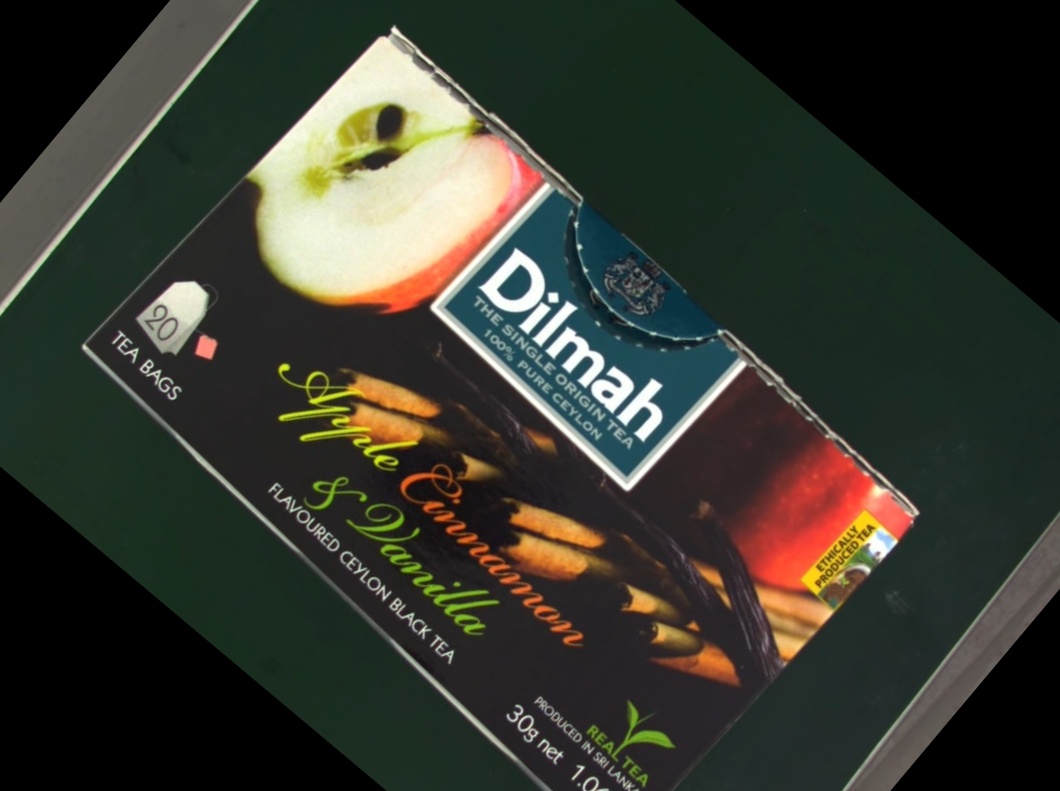 Dilmah
THE SINGLE ORIGIN TEA
100% PURE CEYLON
20
TEA BAGS
Apple Cinnamon
& Vanilla
FLAVOURED CEYLON BLACK TEA
ETHICALLY
PRODUCED TEA
REAL TEA
PRODUCED IN SRI LANKA
30g net